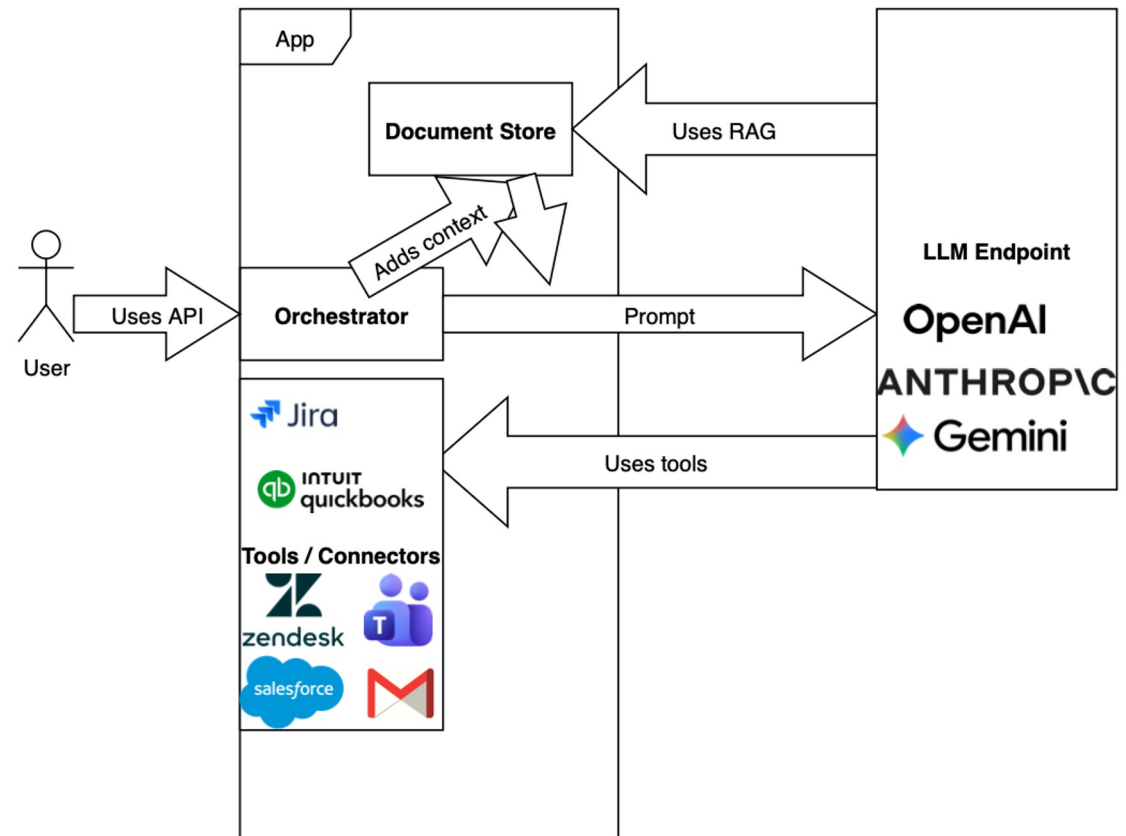 App
Document Store
Uses RAG
Adds context
LLM Endpoint
Uses API
Orchestrator
Prompt
OpenAI
User
ANTHROP\C
Jira
Gemini
Uses tools
qb INTUIT
quickbooks
Tools / Connectors
T
zendesk
salesforce